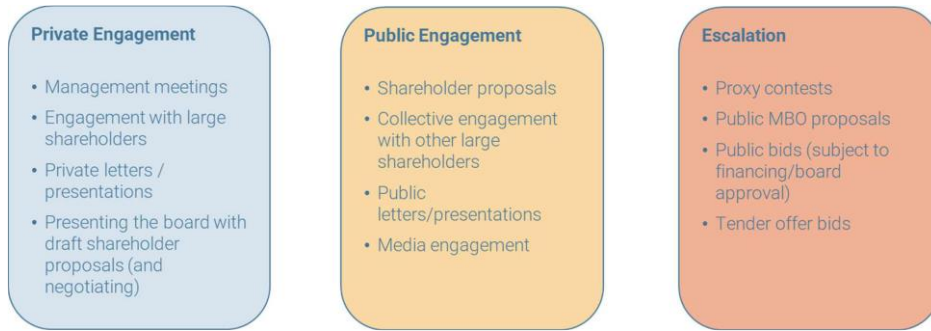 Private Engagement
• Management meetings
• Engagement with large
shareholders
• Private letters /
presentations
• Presenting the board with
draft shareholder
proposals (and
negotiating)
Public Engagement
• Shareholder proposals
• Collective engagement
with other large
shareholders
• Public
letters/presentations
• Media engagement
Escalation
• Proxy contests
• Public MBO proposals
• Public bids (subject to
financing/board
approval)
• Tender offer bids